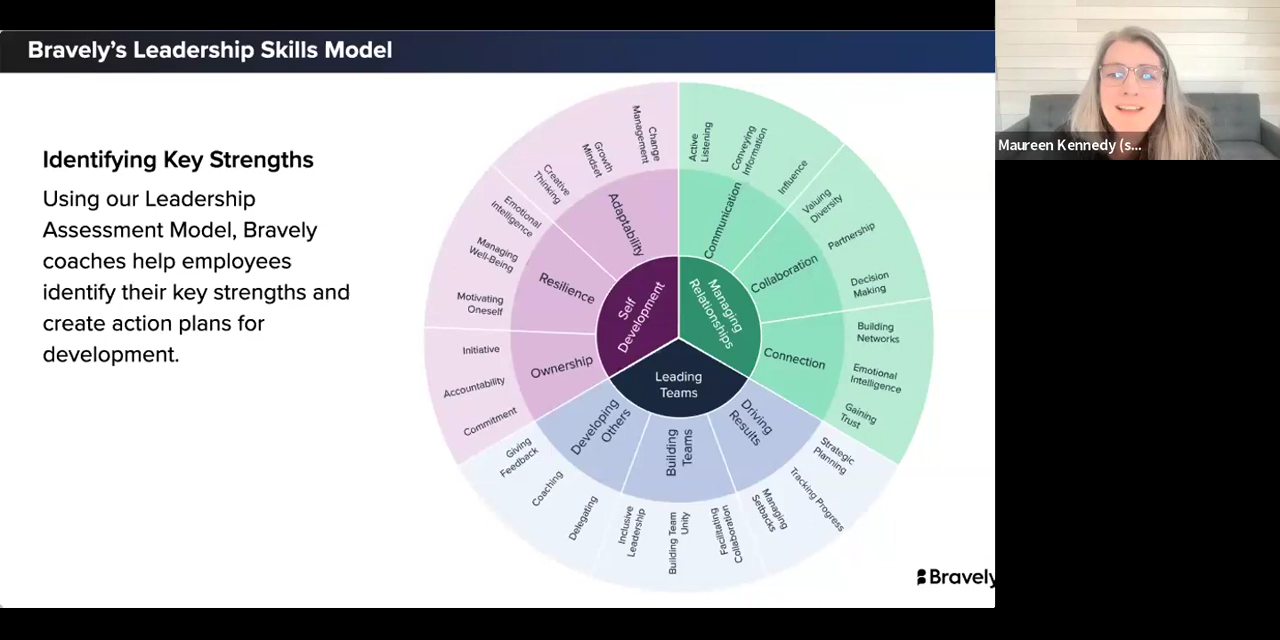 Bravely's Leadership Skills Model
Maureen Kennedy (s...
Identifying Key Strengths
Using our Leadership
Assessment Model, Bravely
coaches help employees
identify their key strengths and
create action plans for
development.
Self
Development
Managing
Relationships
Leading
Teams
Adaptability
Resilience
Ownership
Communication
Collaboration
Connection
Developing
Others
Building
Teams
Driving
Results
Change
Management
Growth
Mindset
Creative
Thinking
Emotional
Intelligence
Managing
Well-Being
Motivating
Oneself
Initiative
Accountability
Commitment
Active
Listening
Conveying
Information
Influence
Valuing
Diversity
Partnership
Decision
Making
Building
Networks
Emotional
Intelligence
Gaining
Trust
Giving
Feedback
Coaching
Delegating
Inclusive
Leadership
Building Team
Unity
Facilitating
Collaboration
Managing
Setbacks
Tracking Progress
Strategic
Planning
Bravely